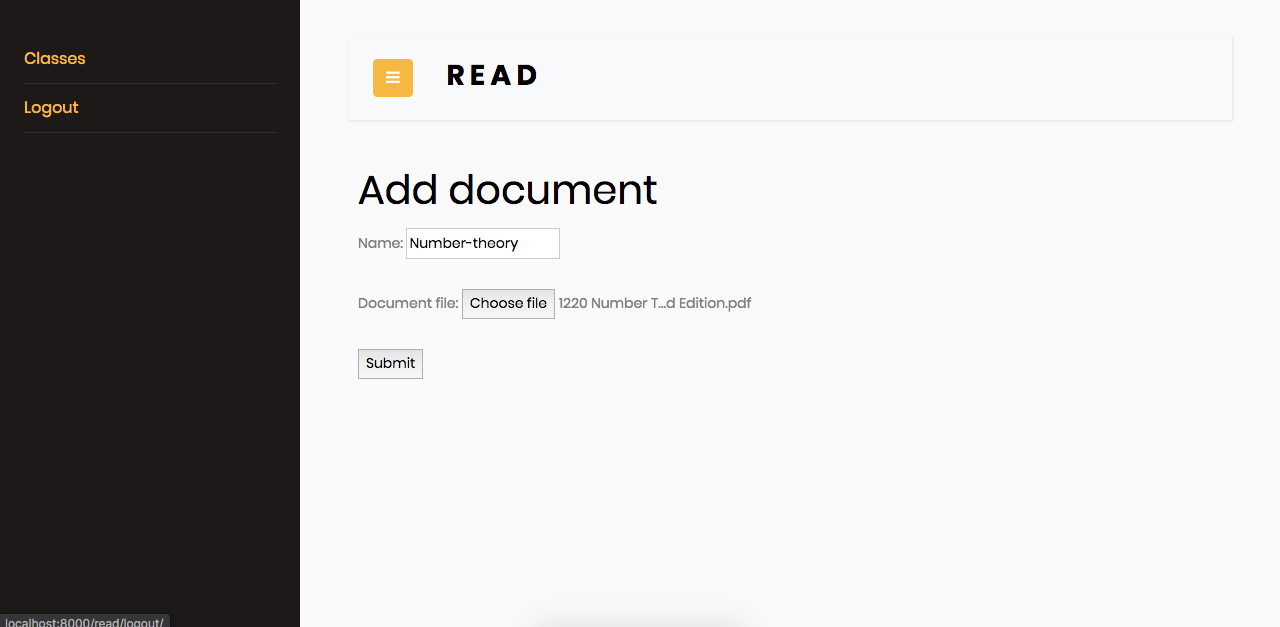 Classes
Logout
READ
Add document
Name: Number-theory
Document file: Choose file 1220 Number T...d Edition.pdf
Submit
localhost:8000/read/logout/